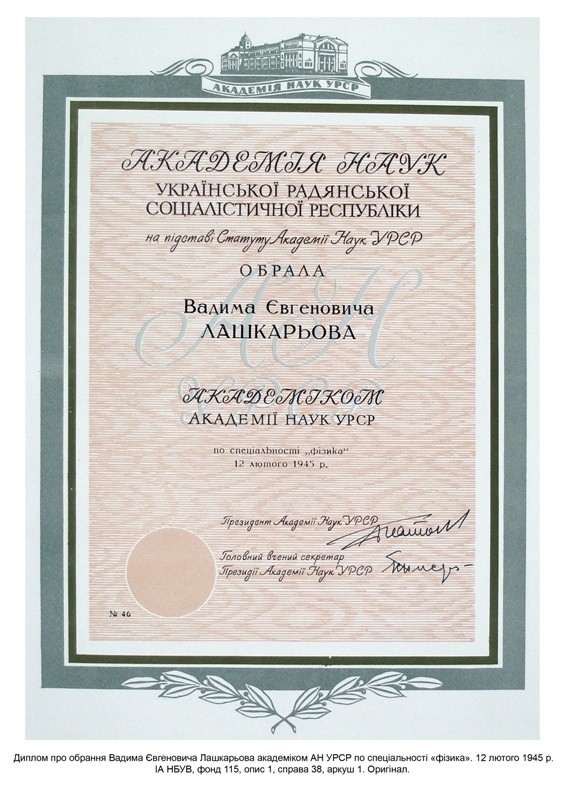 АКАДЕМІЯ НАУК УРСР
АКАДЕМІЯ НАУК
УКРАЇНСЬКОЇ РАДЯНСЬКОЇ
СОЦІАЛІСТИЧНОЇ РЕСПУБЛІКИ
на підставі Статуту Академії Наук УРСР
ОБРАЛА
Вадима Євгеновича
ЛАШКАРЬОВА
АН
УРСР
АКАДЕМІКОМ
АКАДЕМІЇ НАУК УРСР
по спеціальності „фізика“
12 лютого 1945 р.
Президент Академії Наук УРСР
Головний вчений секретар
Президії Академії Наук УРСР
№ 46
Диплом про обрання Вадима Євгеновича Лашкарьова академіком АН УРСР по спеціальності «фізика». 12 лютого 1945 р.
ІА НБУВ, фонд 115, опис 1, справа 38, аркуш 1. Оригінал.